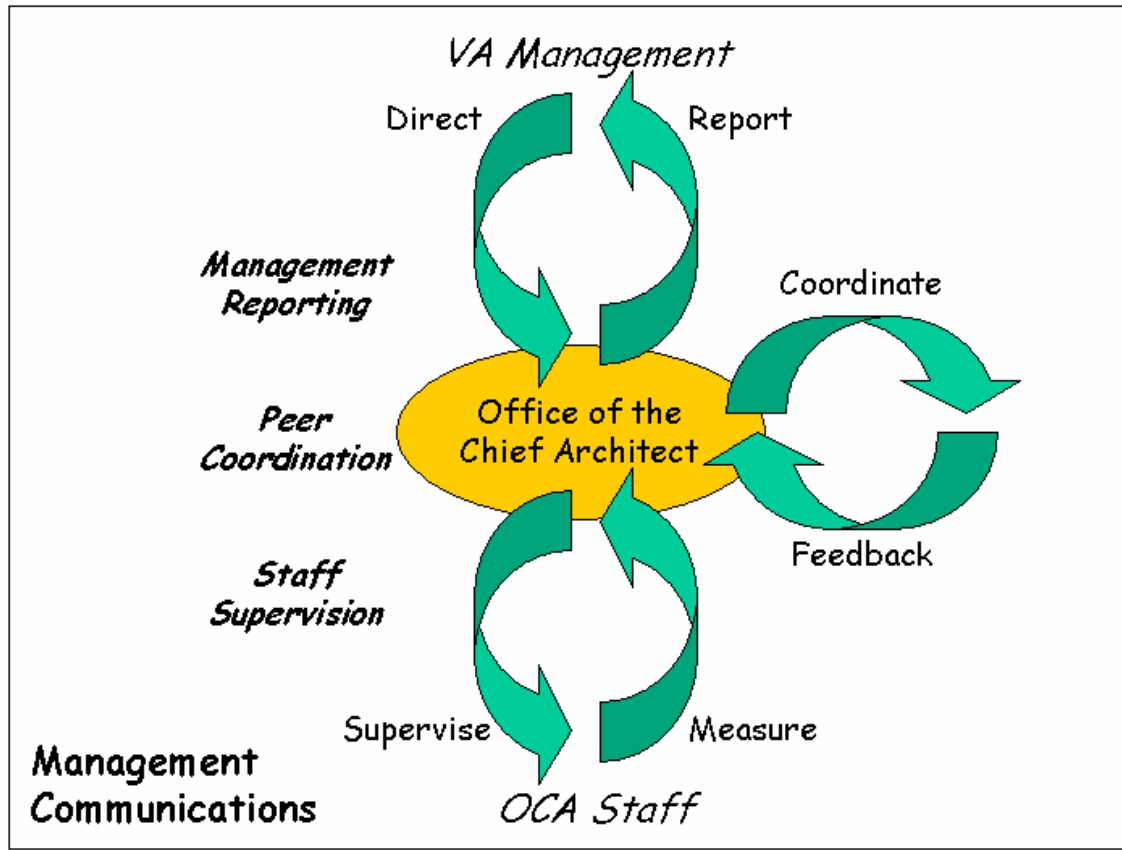 VA Management
Direct
Report
Management
Reporting
Coordinate
Peer
Coordination
Office of the
Chief Architect
Feedback
Staff
Supervision
Supervise
Measure
Management
Communications
OCA Staff